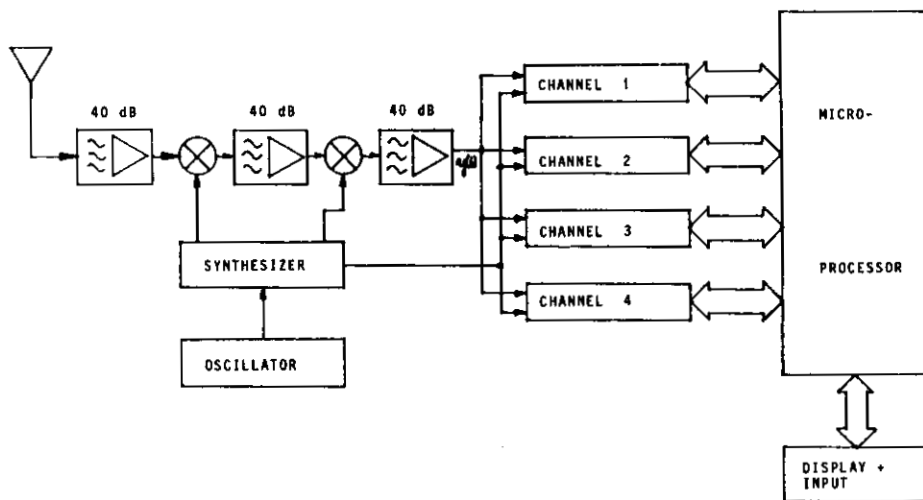 40 dB
40 dB
40 dB
CHANNEL 1
CHANNEL 2
CHANNEL 3
CHANNEL 4
MICRO-
PROCESSOR
SYNTHESIZER
OSCILLATOR
DISPLAY +
INPUT